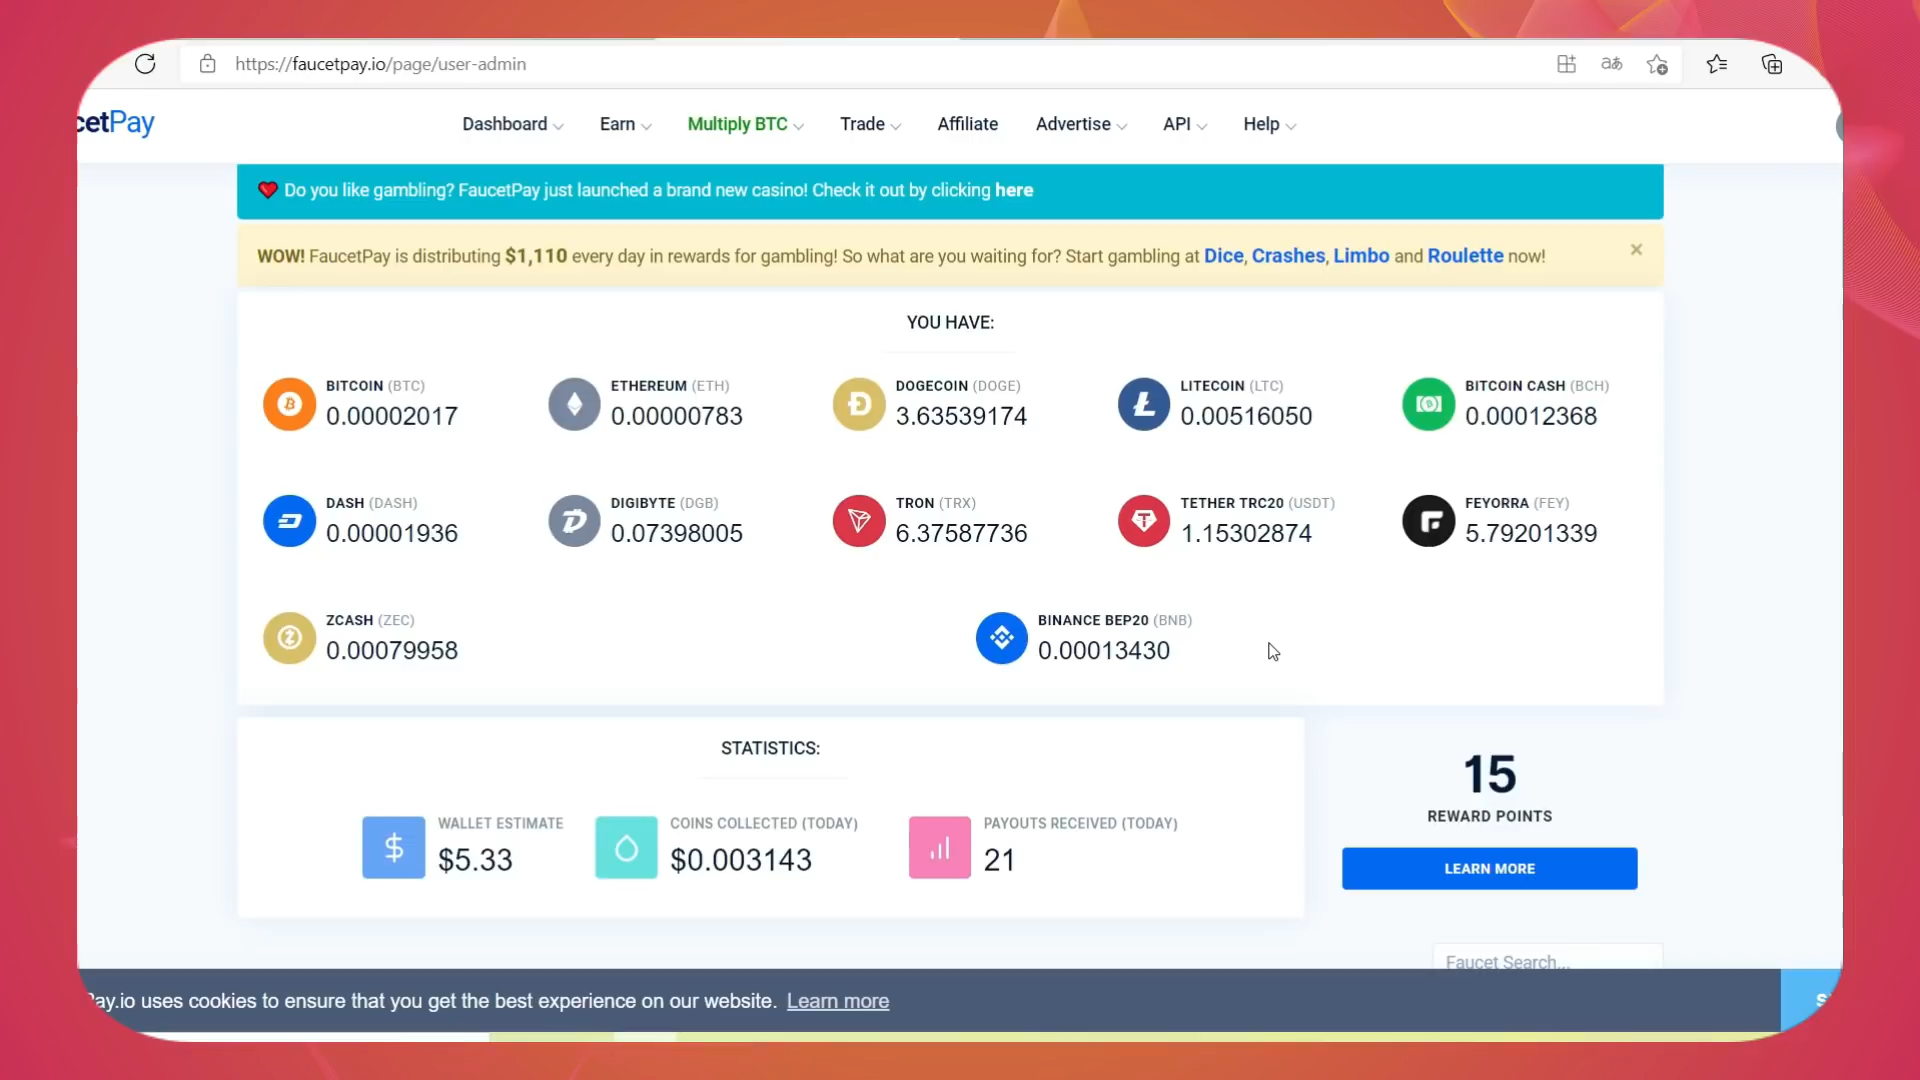 https://faucetpay.io/page/user-admin
cetPay
Dashboard
Earn
Multiply BTC
Trade
Affiliate
Advertise
API
Help
Do you like gambling? FaucetPay just launched a brand new casino! Check it out by clicking here
WOW! FaucetPay is distributing $1,110 every day in rewards for gambling! So what are you waiting for? Start gambling at Dice, Crashes, Limbo and Roulette now!
YOU HAVE:
BITCOIN (BTC)
0.00002017
ETHEREUM (ETH)
0.00000783
DOGECOIN (DOGE)
3.63539174
LITECOIN (LTC)
0.00516050
BITCOIN CASH (BCH)
0.00012368
DASH (DASH)
0.00001936
DIGIBYTE (DGB)
0.07398005
TRON (TRX)
6.37587736
TETHER TRC20 (USDT)
1.15302874
FEYORRA (FEY)
5.79201339
ZCASH (ZEC)
0.00079958
BINANCE BEP20 (BNB)
0.00013430
STATISTICS:
WALLET ESTIMATE
$5.33
COINS COLLECTED (TODAY)
$0.003143
PAYOUTS RECEIVED (TODAY)
21
15
REWARD POINTS
LEARN MORE
Faucet Search...
Pay.io uses cookies to ensure that you get the best experience on our website. Learn more